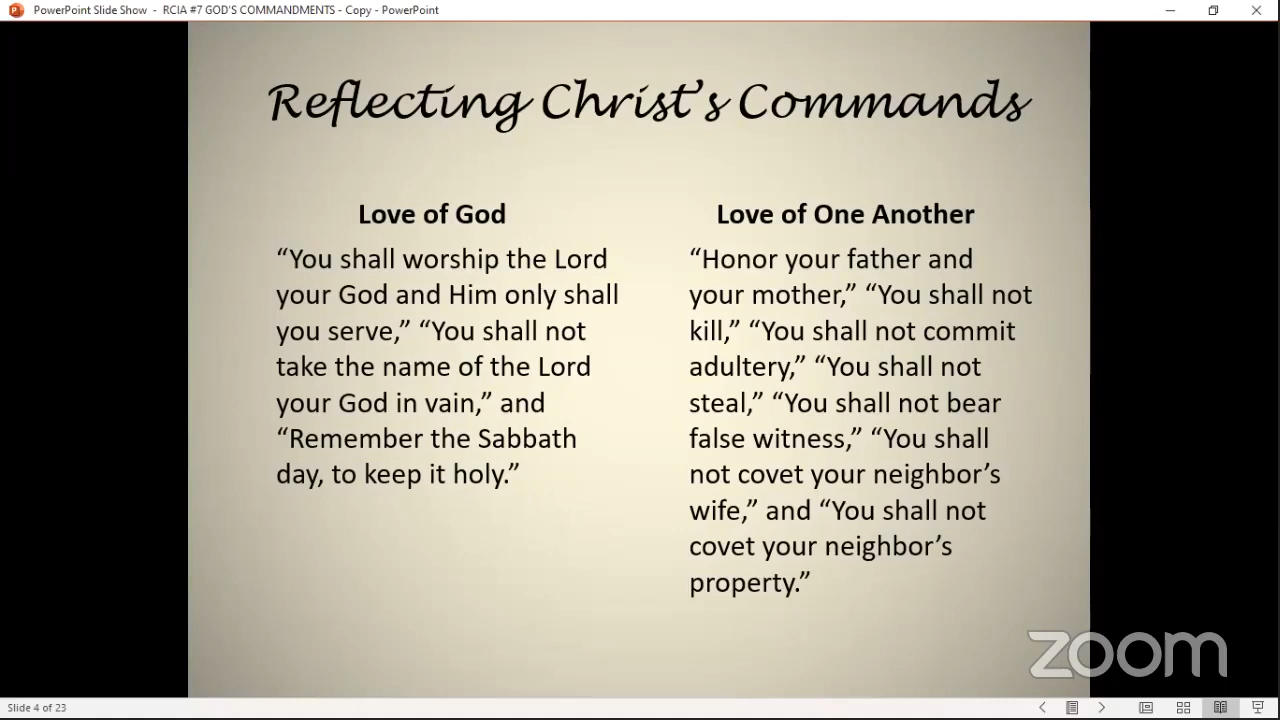 PowerPoint Slide Show - RCIA #7 GOD'S COMMANDMENTS - Copy - PowerPoint
Reflecting Christ’s Commands
Love of God
“You shall worship the Lord
your God and Him only shall
you serve,” “You shall not
take the name of the Lord
your God in vain,” and
“Remember the Sabbath
day, to keep it holy.”
Love of One Another
“Honor your father and
your mother,” “You shall not
kill,” “You shall not commit
adultery,” “You shall not
steal,” “You shall not bear
false witness,” “You shall
not covet your neighbor’s
wife,” and “You shall not
covet your neighbor’s
property.”
zoom
Slide 4 of 23